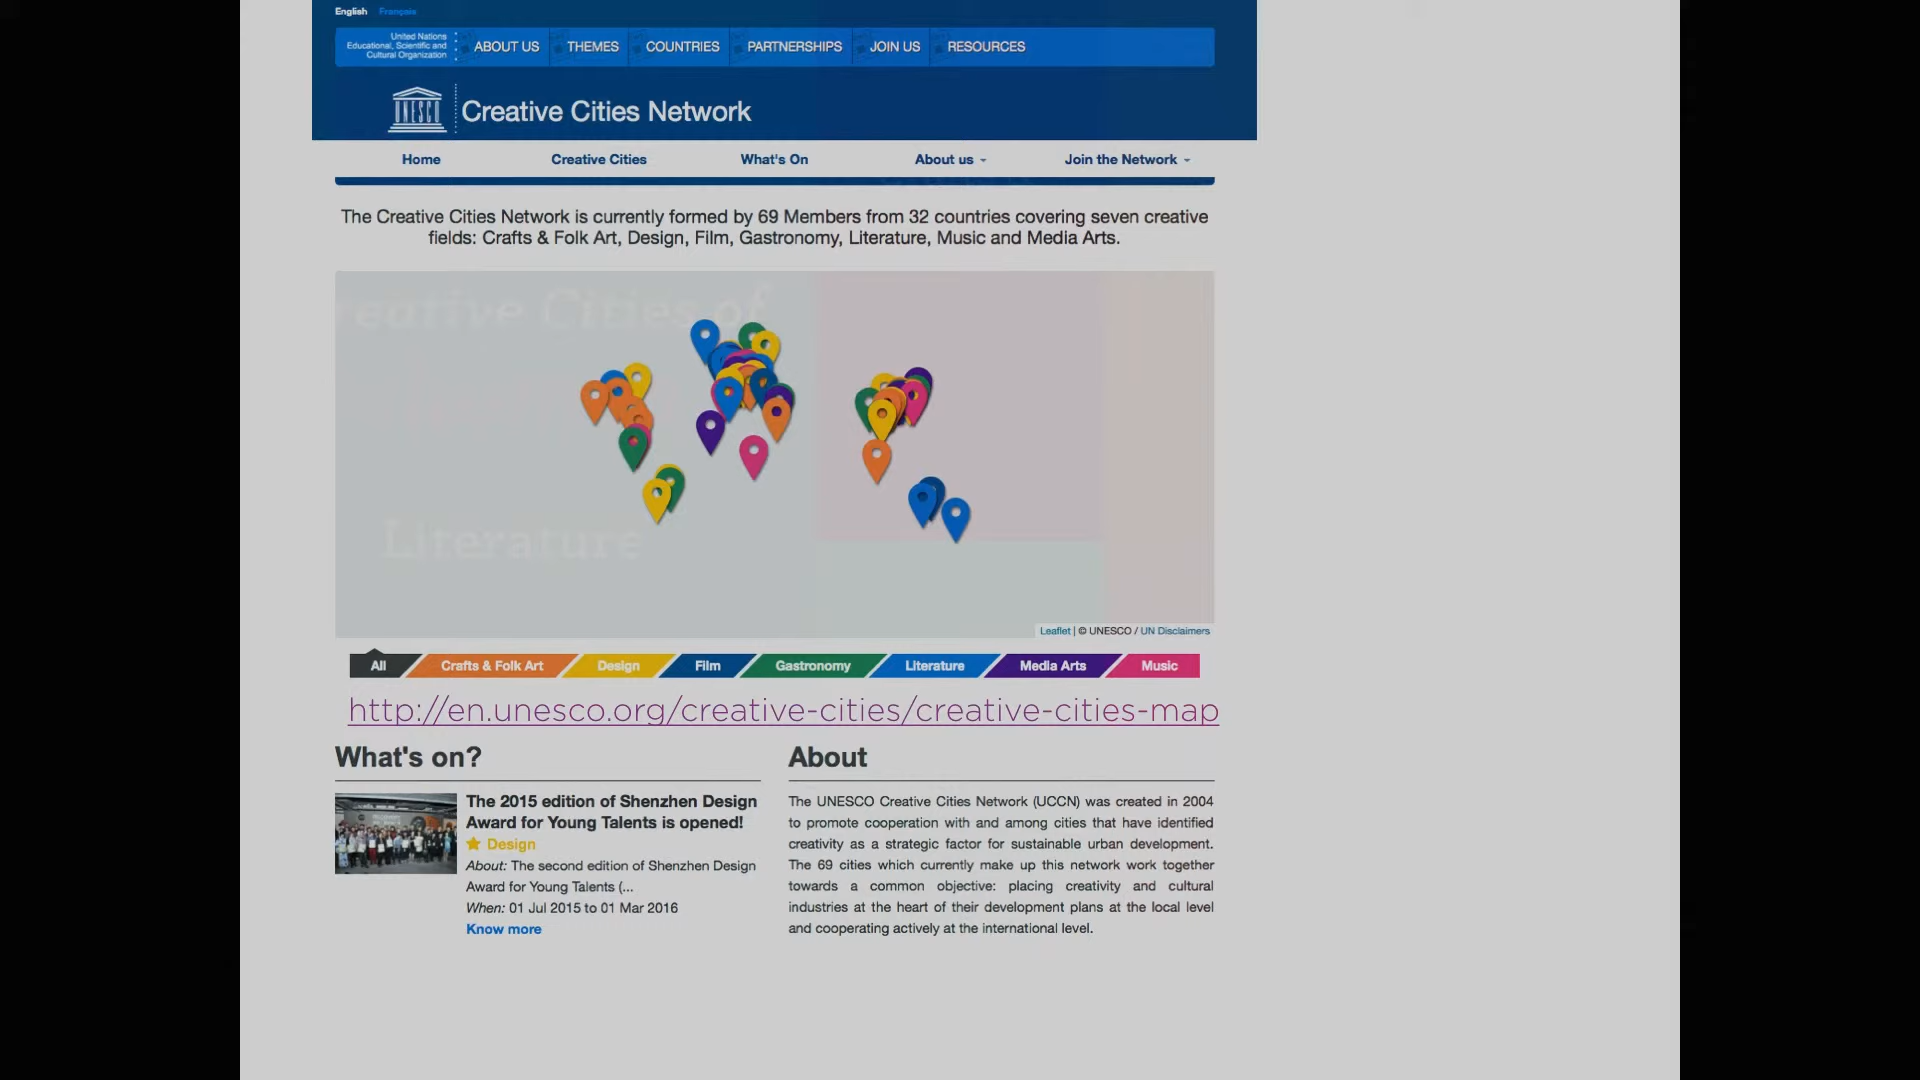 English Français
United Nations
Educational, Scientific and
Cultural Organization
ABOUT US THEMES COUNTRIES PARTNERSHIPS JOIN US RESOURCES
UNESCO
Creative Cities Network
Home Creative Cities What's On About us Join the Network
The Creative Cities Network is currently formed by 69 Members from 32 countries covering seven creative
fields: Crafts & Folk Art, Design, Film, Gastronomy, Literature, Music and Media Arts.
reative Cities of
Literature
Leaflet | © UNESCO / UN Disclaimers
All Crafts & Folk Art Design Film Gastronomy Literature Media Arts Music
http://en.unesco.org/creative-cities/creative-cities-map
What's on?
The 2015 edition of Shenzhen Design
Award for Young Talents is opened!
Design
About: The second edition of Shenzhen Design
Award for Young Talents (...
When: 01 Jul 2015 to 01 Mar 2016
Know more
About
The UNESCO Creative Cities Network (UCCN) was created in 2004
to promote cooperation with and among cities that have identified
creativity as a strategic factor for sustainable urban development.
The 69 cities which currently make up this network work together
towards a common objective: placing creativity and cultural
industries at the heart of their development plans at the local level
and cooperating actively at the international level.